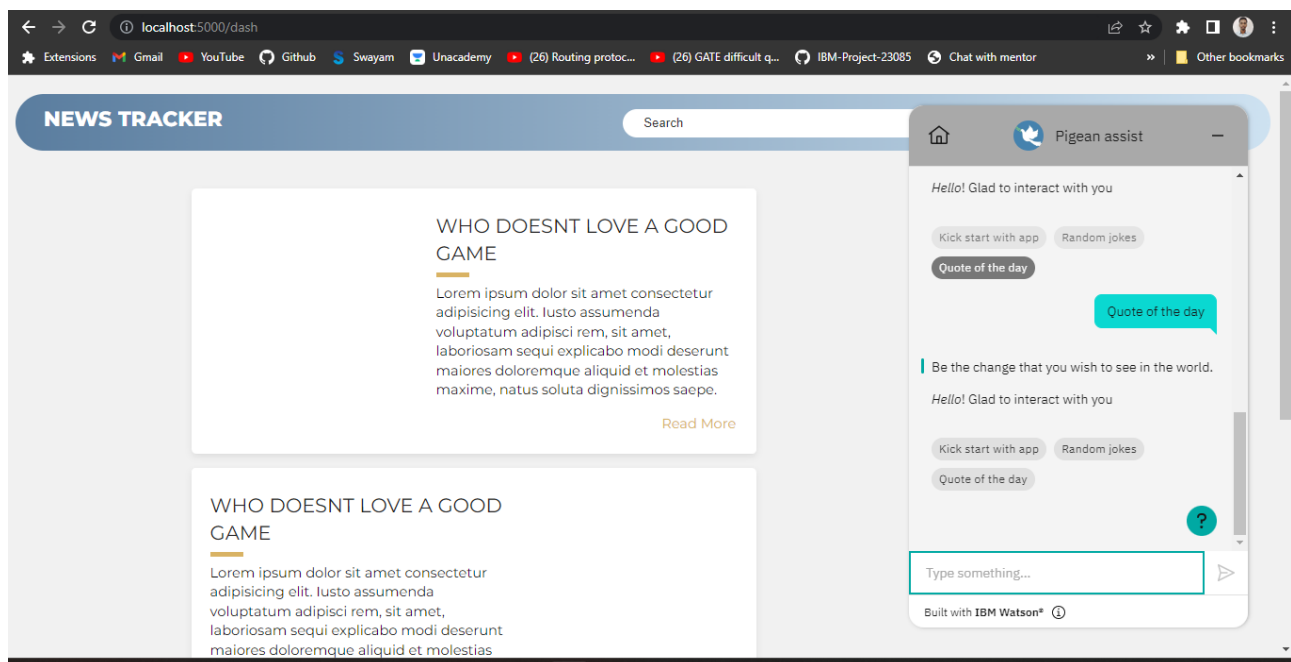 localhost:5000/dash
Extensions Gmail YouTube Github Swayam Unacademy (26) Routing protoc... (26) GATE difficult q... IBM-Project-23085 Chat with mentor » Other bookmarks
NEWS TRACKER
Search
WHO DOESNT LOVE A GOOD
GAME
Lorem ipsum dolor sit amet consectetur
adipisicing elit. Iusto assumenda
voluptatum adipisci rem, sit amet,
laboriosam sequi explicabo modi deserunt
maiores doloremque aliquid et molestias
maxime, natus soluta dignissimos saepe.
Read More
WHO DOESNT LOVE A GOOD
GAME
Lorem ipsum dolor sit amet consectetur
adipisicing elit. Iusto assumenda
voluptatum adipisci rem, sit amet,
laboriosam sequi explicabo modi deserunt
maiores doloremque aliquid et molestias
Pigean assist
Hello! Glad to interact with you
Kick start with app Random jokes
Quote of the day
Quote of the day
Be the change that you wish to see in the world.
Hello! Glad to interact with you
Kick start with app Random jokes
Quote of the day
?
Type something...
Built with IBM Watson®